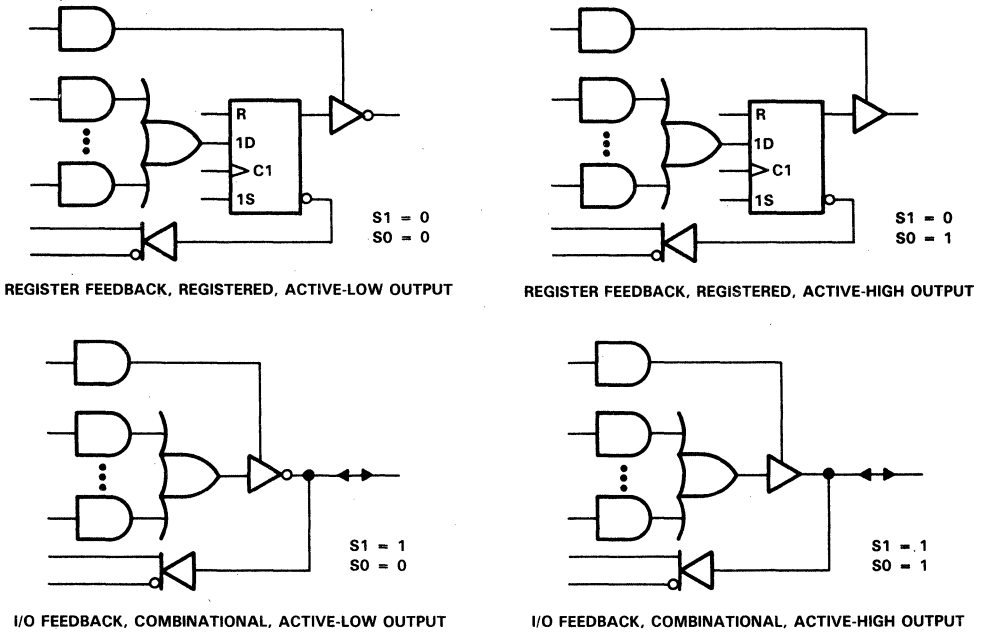 R
1D
C1
1S
S1 = 0
S0 = 0
REGISTER FEEDBACK, REGISTERED, ACTIVE-LOW OUTPUT
R
1D
C1
1S
S1 = 0
S0 = 1
REGISTER FEEDBACK, REGISTERED, ACTIVE-HIGH OUTPUT
S1 = 1
S0 = 0
I/O FEEDBACK, COMBINATIONAL, ACTIVE-LOW OUTPUT
S1 = 1
S0 = 1
I/O FEEDBACK, COMBINATIONAL, ACTIVE-HIGH OUTPUT